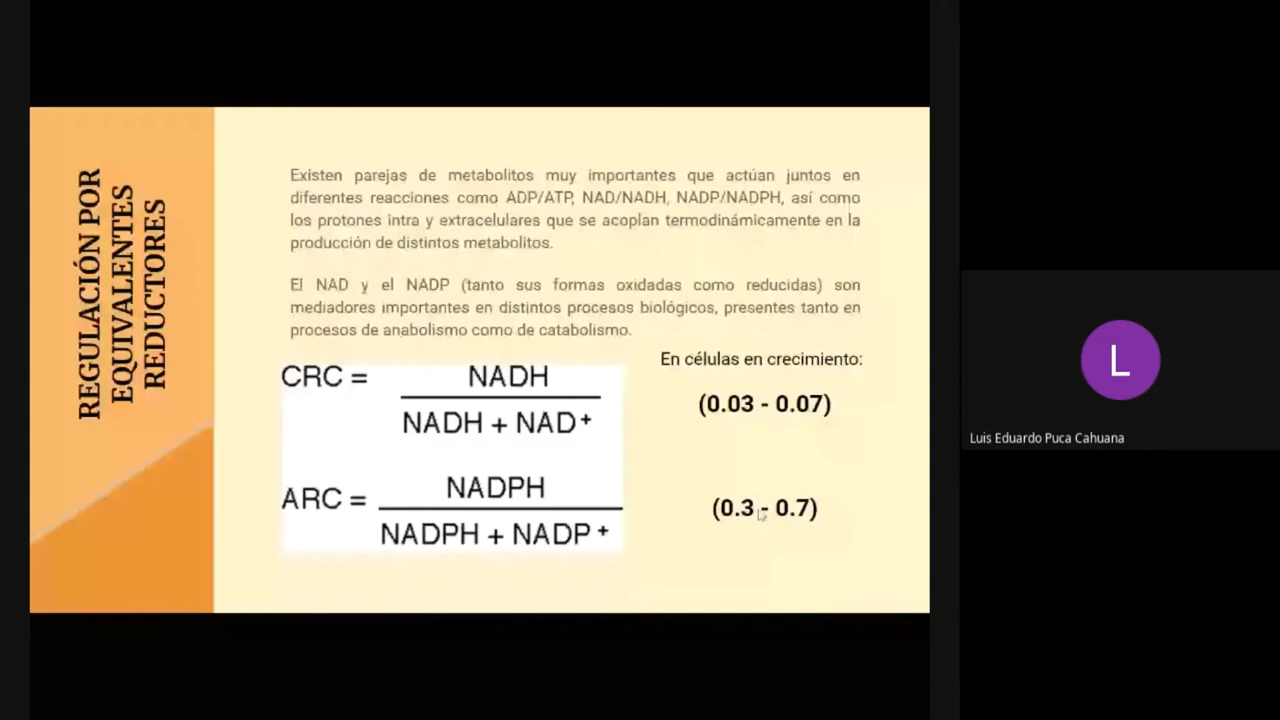 REGULACIÓN POR
EQUIVALENTES
REDUCTORES
Existen parejas de metabolitos muy importantes que actúan juntos en
diferentes reacciones como ADP/ATP, NAD/NADH, NADP/NADPH, así como
los protones intra y extracelulares que se acoplan termodinámicamente en la
producción de distintos metabolitos.
El NAD y el NADP (tanto sus formas oxidadas como reducidas) son
mediadores importantes en distintos procesos biológicos, presentes tanto en
procesos de anabolismo como de catabolismo.
En células en crecimiento:
CRC =
NADH
NADH + NAD+
(0.03 - 0.07)
ARC =
NADPH
NADPH + NADP+
(0.3 - 0.7)
L
Luis Eduardo Puca Cahuana